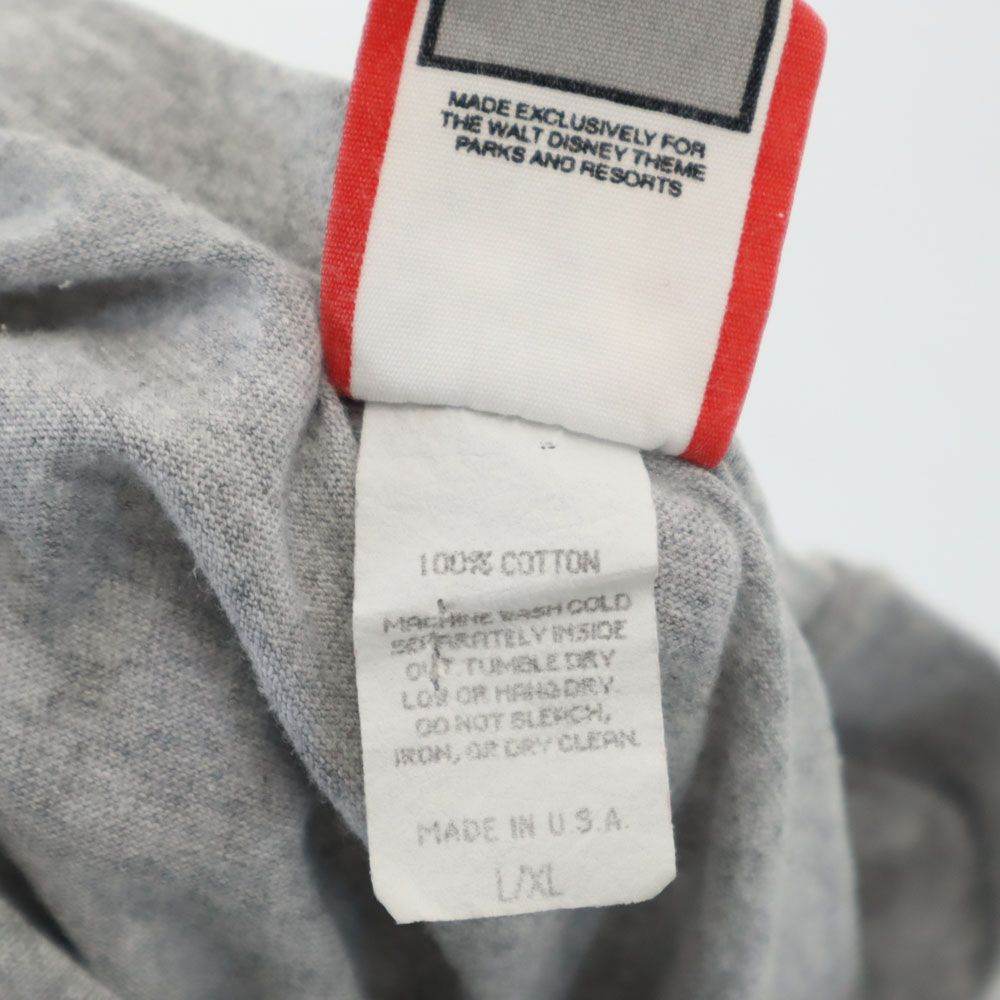 MADE EXCLUSIVELY FOR
THE WALT DISNEY THEME
PARKS AND RESORTS
100% COTTON
MACHINE WASH COLD
SEPARATELY INSIDE
OUT. TUMBLE DRY
LOW OR HANG DRY.
DO NOT BLEACH,
IRON, OR DRY CLEAN.
MADE IN U.S.A.
L/XL